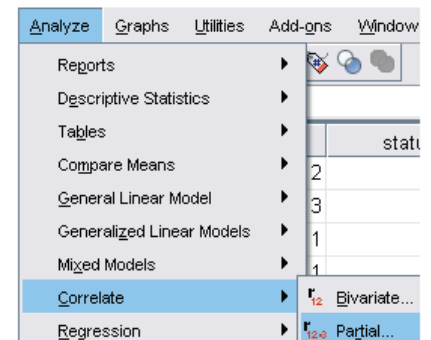 Analyze Graphs Utilities Add-ons Window
Reports
Descriptive Statistics
statu
Tables
Compare Means
2
General Linear Model
3
Generalized Linear Models
1
Mixed Models
1
Correlate
r12 Bivariate...
Regression
r12·3 Partial...